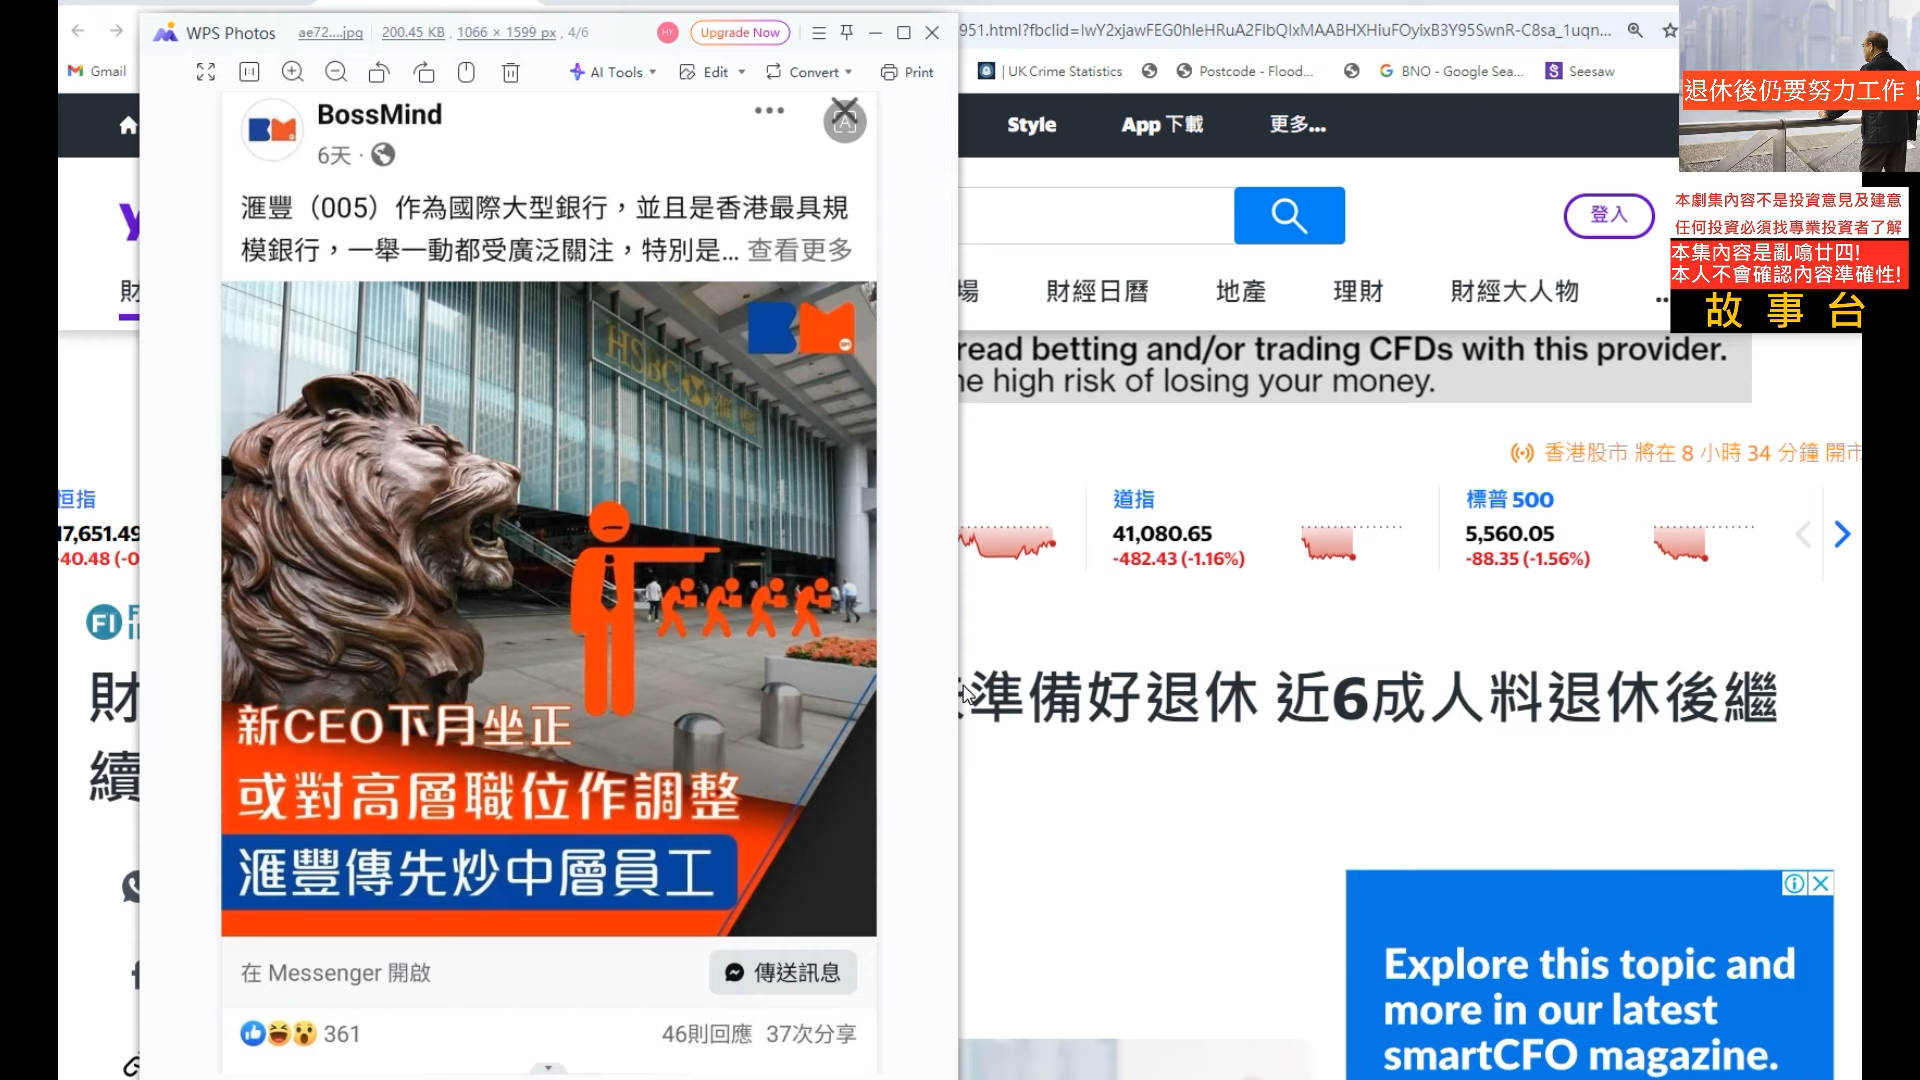 WPS Photos
ae72....jpg
200.45 KB , 1066 × 1599 px , 4/6
HY
Upgrade Now
951.html?fbclid=IwY2xjawFEG0hleHRuA2FlbQIxMAABHXHiuFOyixB3Y95SwnR-C8sa_1uqn...
Gmail
AI Tools
Edit
Convert
Print
| UK Crime Statistics
Postcode - Flood...
BNO - Google Sea...
Seesaw
退休後仍要努力工作！
BossMind
6天
Style
App 下載
更多...
滙豐（005）作為國際大型銀行，並且是香港最具規
模銀行，一舉一動都受廣泛關注，特別是... 查看更多
登入
本劇集內容不是投資意見及建意
任何投資必須找專業投資者了解
本集內容是亂噏廿四!
本人不會確認內容準確性!
故 事 台
財
場
財經日曆
地產
理財
財經大人物
...
read betting and/or trading CFDs with this provider.
he high risk of losing your money.
HSBC 滙豐
香港股市 將在 8 小時 34 分鐘 開市
恒指
17,651.49
-40.48 (-0
道指
41,080.65
-482.43 (-1.16%)
標普 500
5,560.05
-88.35 (-1.56%)
FI
財
準備好退休 近6成人料退休後繼
續
新CEO下月坐正
或對高層職位作調整
滙豐傳先炒中層員工
在 Messenger 開啟
傳送訊息
361
46則回應 37次分享
Explore this topic and
more in our latest
smartCFO magazine.